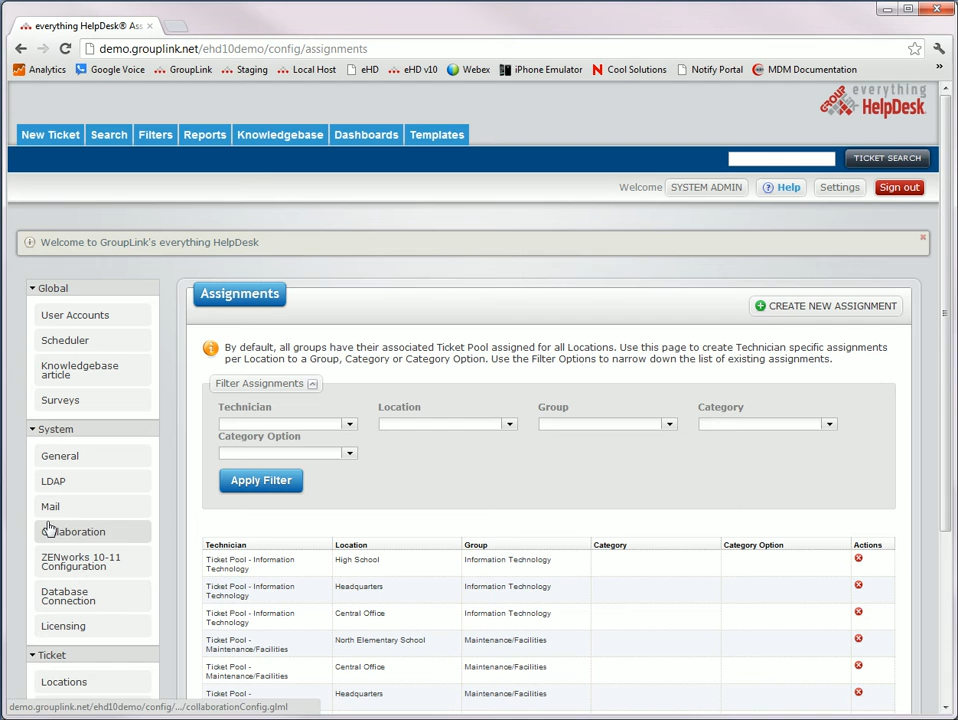 everything HelpDesk® Ass
demo.grouplink.net/ehd10demo/config/assignments
Analytics Google Voice GroupLink Staging Local Host eHD eHD v10 Webex iPhone Emulator Cool Solutions Notify Portal MDM Documentation »
GROUP everything HelpDesk
New Ticket Search Filters Reports Knowledgebase Dashboards Templates
TICKET SEARCH
Welcome SYSTEM ADMIN Help Settings Sign out
Welcome to GroupLink's everything HelpDesk
Global
User Accounts
Scheduler
Knowledgebase
article
Surveys
System
General
LDAP
Mail
Collaboration
ZENworks 10-11
Configuration
Database
Connection
Licensing
Ticket
Locations
Assignments
CREATE NEW ASSIGNMENT
By default, all groups have their associated Ticket Pool assigned for all Locations. Use this page to create Technician specific assignments
per Location to a Group, Category or Category Option. Use the Filter Options to narrow down the list of existing assignments.
Filter Assignments
Technician Location Group Category
Category Option
Apply Filter
Technician Location Group Category Category Option Actions
Ticket Pool - Information High School Information Technology
Technology
Ticket Pool - Information Headquarters Information Technology
Technology
Ticket Pool - Information Central Office Information Technology
Technology
Ticket Pool - North Elementary School Maintenance/Facilities
Maintenance/Facilities
Ticket Pool - Central Office Maintenance/Facilities
Maintenance/Facilities
Ticket Pool - Headquarters Maintenance/Facilities
demo.grouplink.net/ehd10demo/config/.../collaborationConfig.glml